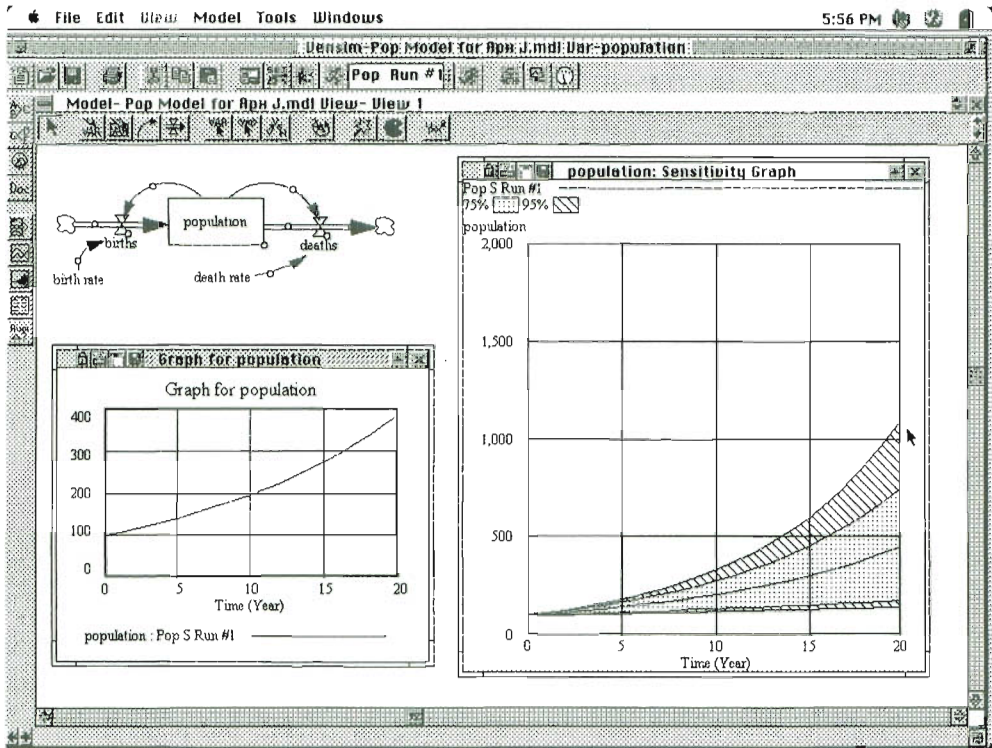 File Edit View Model Tools Windows 5:56 PM
Vensim-Pop Model for Apx J.mdl Var-population
Pop Run #1
Model- Pop Model for Apx J.mdl View- View 1
Doc
population
births
deaths
birth rate
death rate
Graph for population
Graph for population
400
300
200
100
0
0 5 10 15 20
Time (Year)
population : Pop S Run #1
population: Sensitivity Graph
Pop S Run #1
75% 95%
population
2,000
1,500
1,000
500
0
0 5 10 15 20
Time (Year)